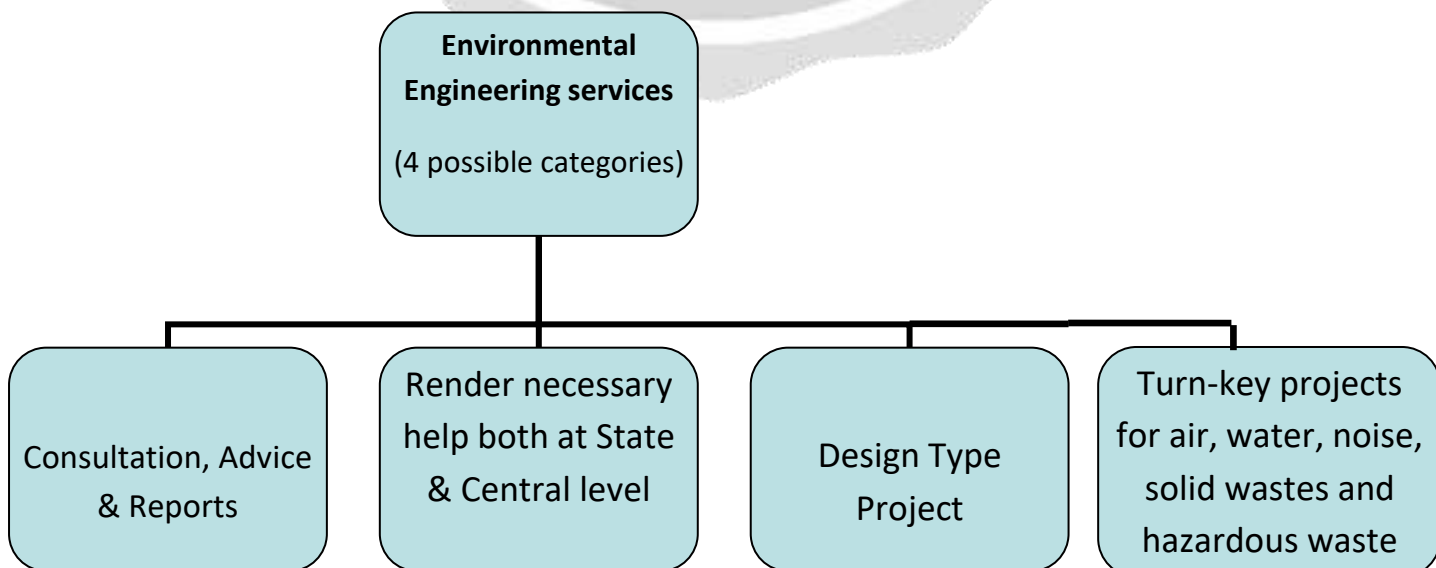 Environmental
Engineering services
(4 possible categories)
Consultation, Advice
& Reports
Render necessary
help both at State
& Central level
Design Type
Project
Turn-key projects
for air, water, noise,
solid wastes and
hazardous waste